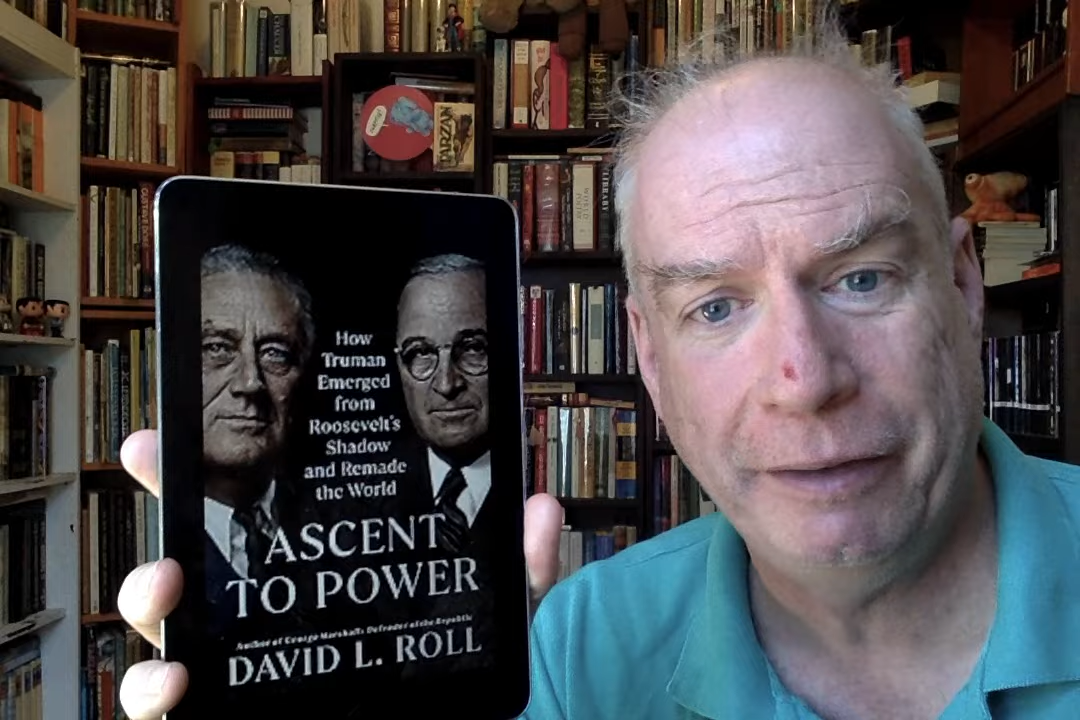 TARZAN
How
Truman
Emerged
from
Roosevelt's
Shadow
and Remade
the World
ASCENT
TO POWER
Author of George Marshall: Defender of the Republic
DAVID L. ROLL